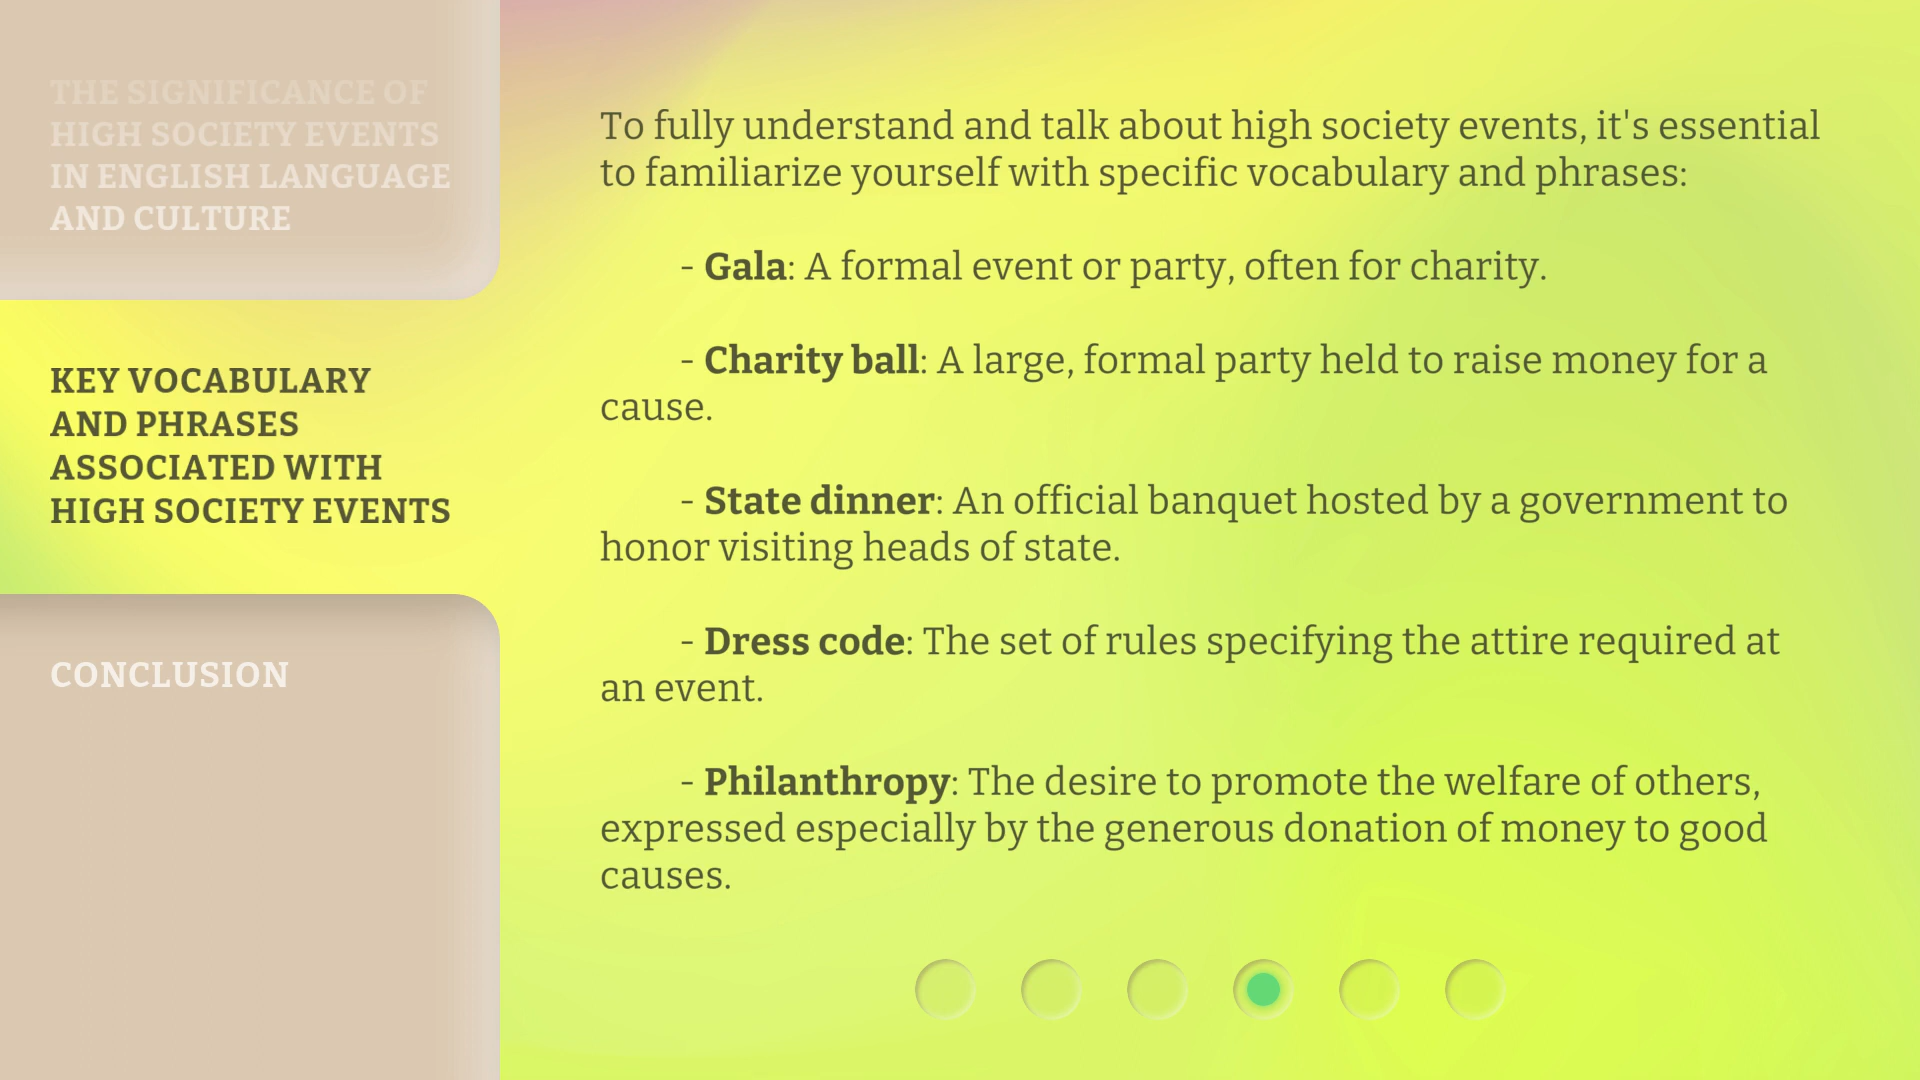 THE SIGNIFICANCE OF
HIGH SOCIETY EVENTS
IN ENGLISH LANGUAGE
AND CULTURE
KEY VOCABULARY
AND PHRASES
ASSOCIATED WITH
HIGH SOCIETY EVENTS
CONCLUSION
To fully understand and talk about high society events, it's essential
to familiarize yourself with specific vocabulary and phrases:
- Gala: A formal event or party, often for charity.
- Charity ball: A large, formal party held to raise money for a
cause.
- State dinner: An official banquet hosted by a government to
honor visiting heads of state.
- Dress code: The set of rules specifying the attire required at
an event.
- Philanthropy: The desire to promote the welfare of others,
expressed especially by the generous donation of money to good
causes.